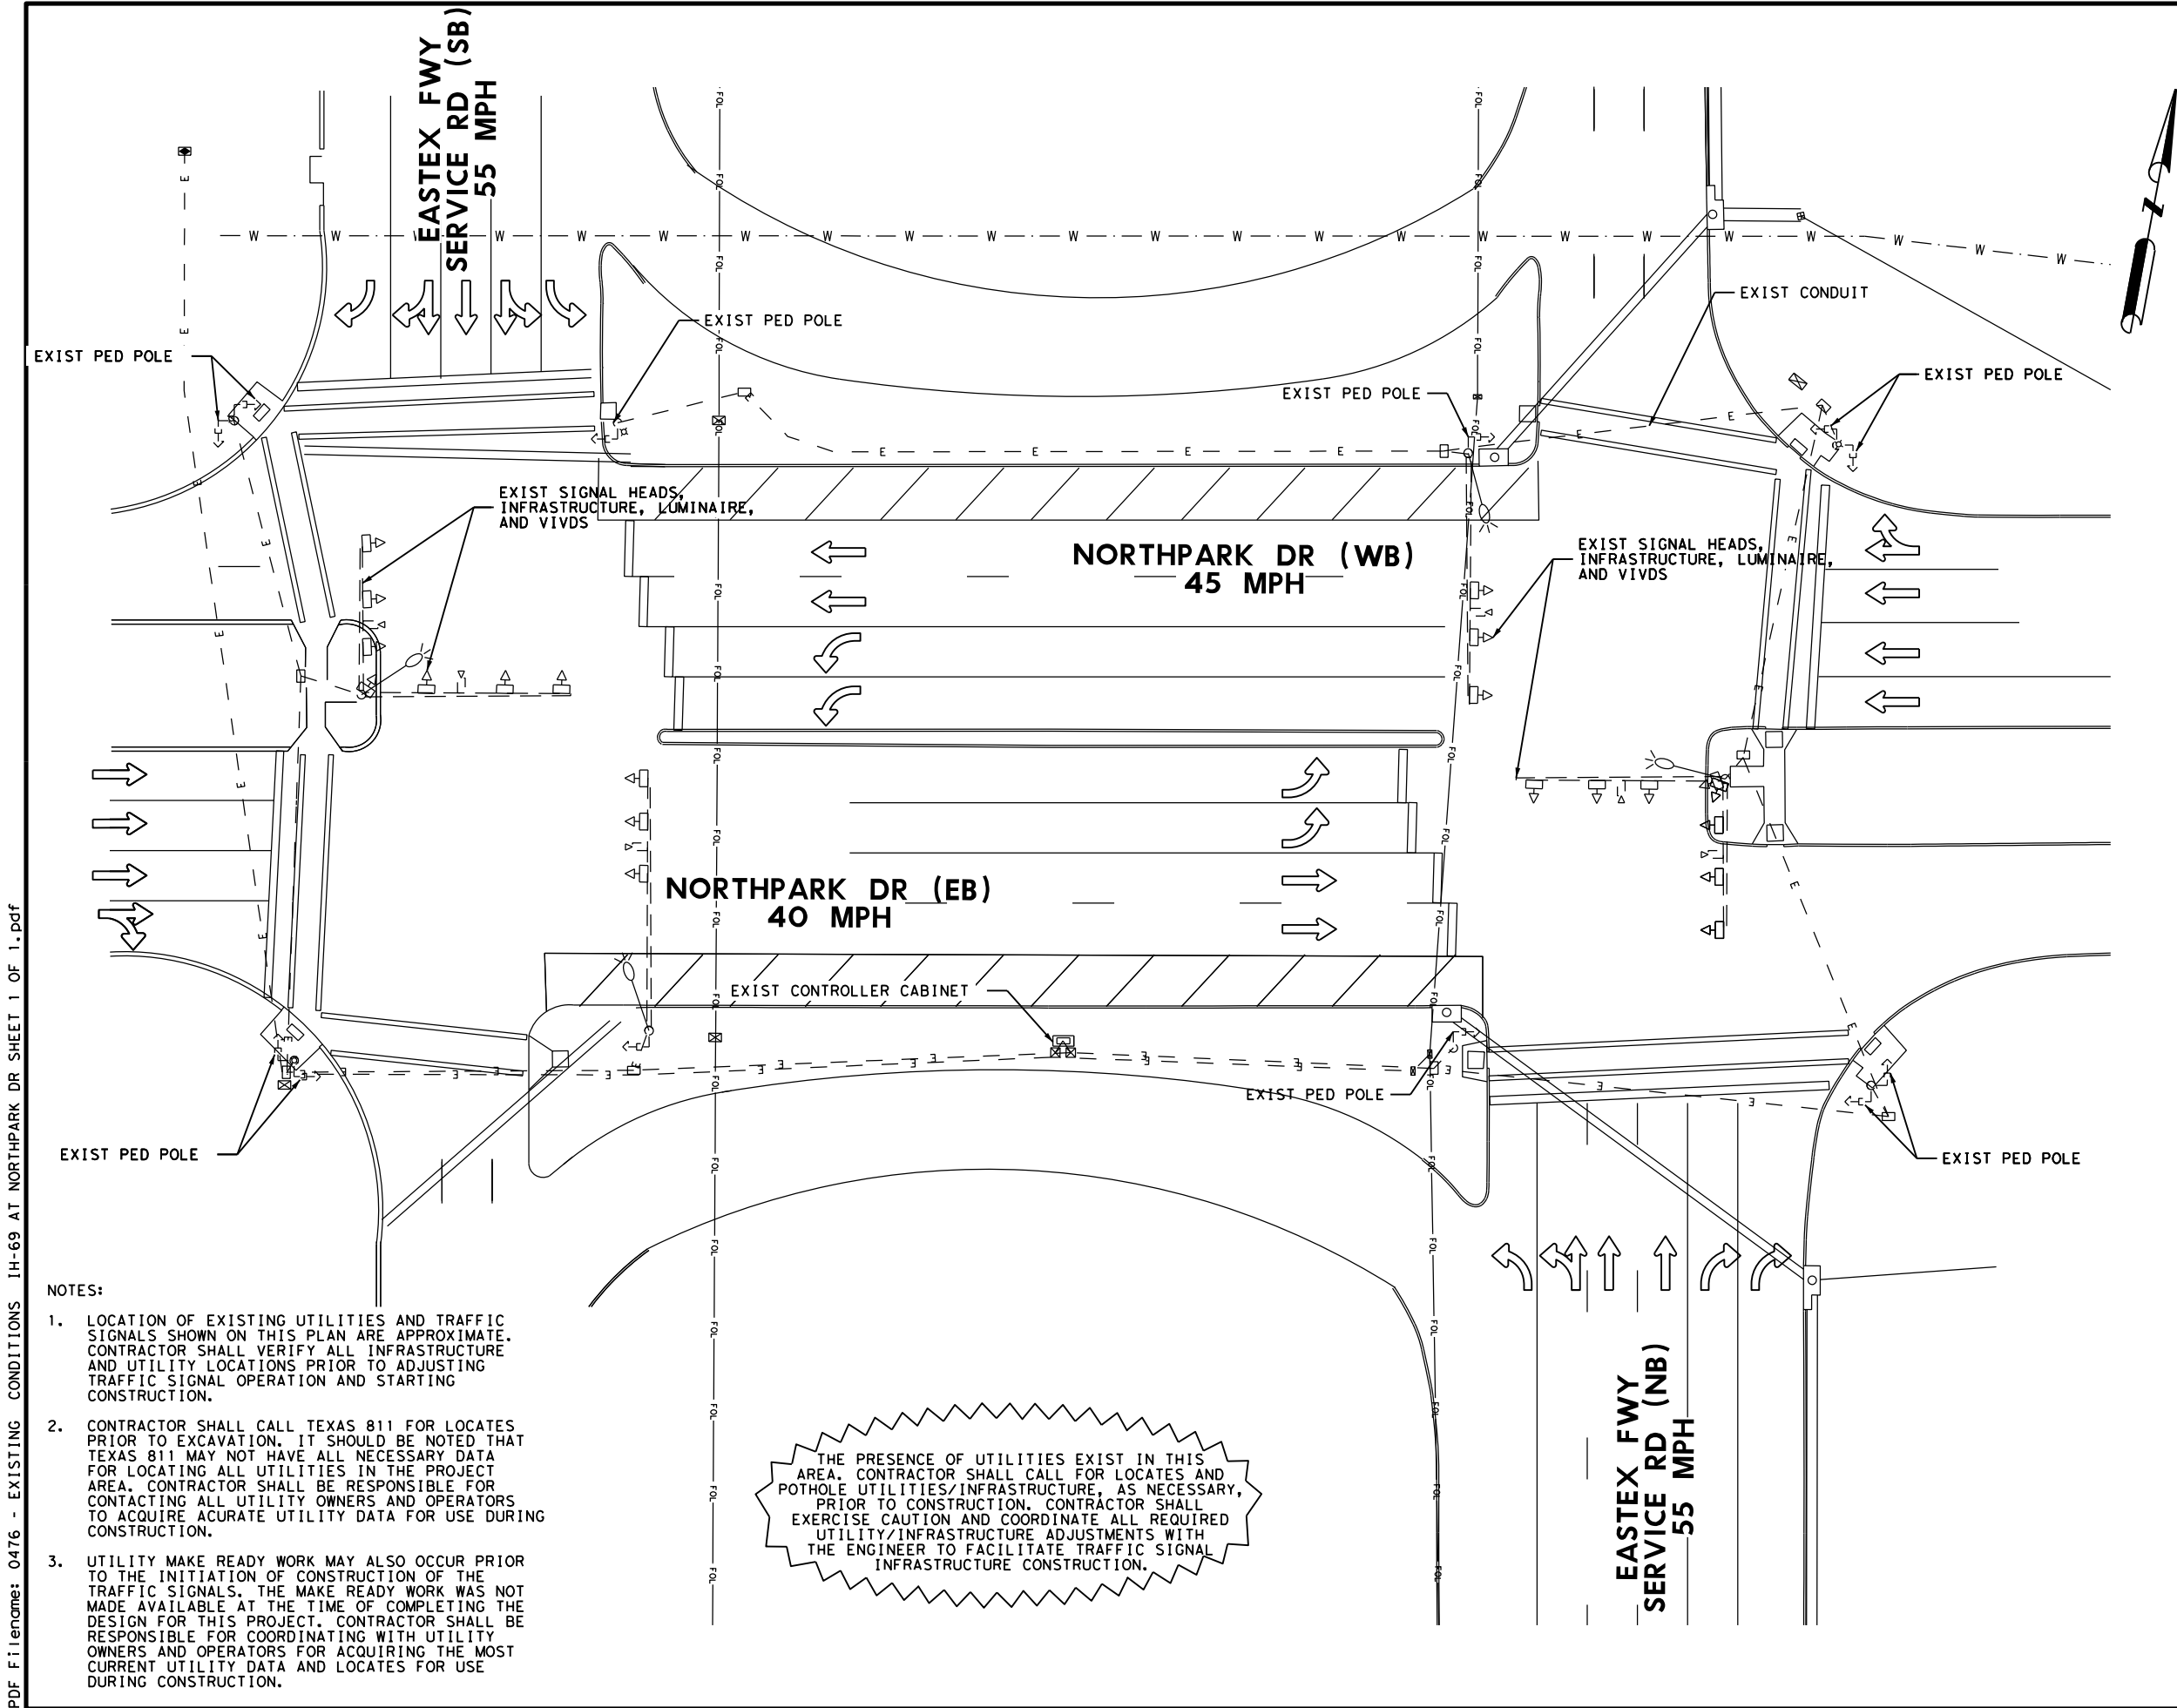 EASTEX FWY
SERVICE RD (SB)
55 MPH
N
EXIST CONDUIT
EXIST PED POLE
EXIST PED POLE
EXIST PED POLE
EXIST PED POLE
EXIST SIGNAL HEADS,
INFRASTRUCTURE, LUMINAIRE,
AND VIVDS
NORTHPARK DR (WB)
45 MPH
EXIST SIGNAL HEADS,
INFRASTRUCTURE, LUMINAIRE,
AND VIVDS
NORTHPARK DR (EB)
40 MPH
EXIST CONTROLLER CABINET
EXIST PED POLE
EXIST PED POLE
EXIST PED POLE
EASTEX FWY
SERVICE RD (NB)
55 MPH
NOTES:
1. LOCATION OF EXISTING UTILITIES AND TRAFFIC
SIGNALS SHOWN ON THIS PLAN ARE APPROXIMATE.
CONTRACTOR SHALL VERIFY ALL INFRASTRUCTURE
AND UTILITY LOCATIONS PRIOR TO ADJUSTING
TRAFFIC SIGNAL OPERATION AND STARTING
CONSTRUCTION.
2. CONTRACTOR SHALL CALL TEXAS 811 FOR LOCATES
PRIOR TO EXCAVATION. IT SHOULD BE NOTED THAT
TEXAS 811 MAY NOT HAVE ALL NECESSARY DATA
FOR LOCATING ALL UTILITIES IN THE PROJECT
AREA. CONTRACTOR SHALL BE RESPONSIBLE FOR
CONTACTING ALL UTILITY OWNERS AND OPERATORS
TO ACQUIRE ACURATE UTILITY DATA FOR USE DURING
CONSTRUCTION.
3. UTILITY MAKE READY WORK MAY ALSO OCCUR PRIOR
TO THE INITIATION OF CONSTRUCTION OF THE
TRAFFIC SIGNALS. THE MAKE READY WORK WAS NOT
MADE AVAILABLE AT THE TIME OF COMPLETING THE
DESIGN FOR THIS PROJECT. CONTRACTOR SHALL BE
RESPONSIBLE FOR COORDINATING WITH UTILITY
OWNERS AND OPERATORS FOR ACQUIRING THE MOST
CURRENT UTILITY DATA AND LOCATES FOR USE
DURING CONSTRUCTION.
THE PRESENCE OF UTILITIES EXIST IN THIS
AREA. CONTRACTOR SHALL CALL FOR LOCATES AND
POTHOLE UTILITIES/INFRASTRUCTURE, AS NECESSARY,
PRIOR TO CONSTRUCTION. CONTRACTOR SHALL
EXERCISE CAUTION AND COORDINATE ALL REQUIRED
UTILITY/INFRASTRUCTURE ADJUSTMENTS WITH
THE ENGINEER TO FACILITATE TRAFFIC SIGNAL
INFRASTRUCTURE CONSTRUCTION.
PDF Filename: 0476 - EXISTING CONDITIONS IH-69 AT NORTHPARK DR SHEET 1 OF 1.pdf